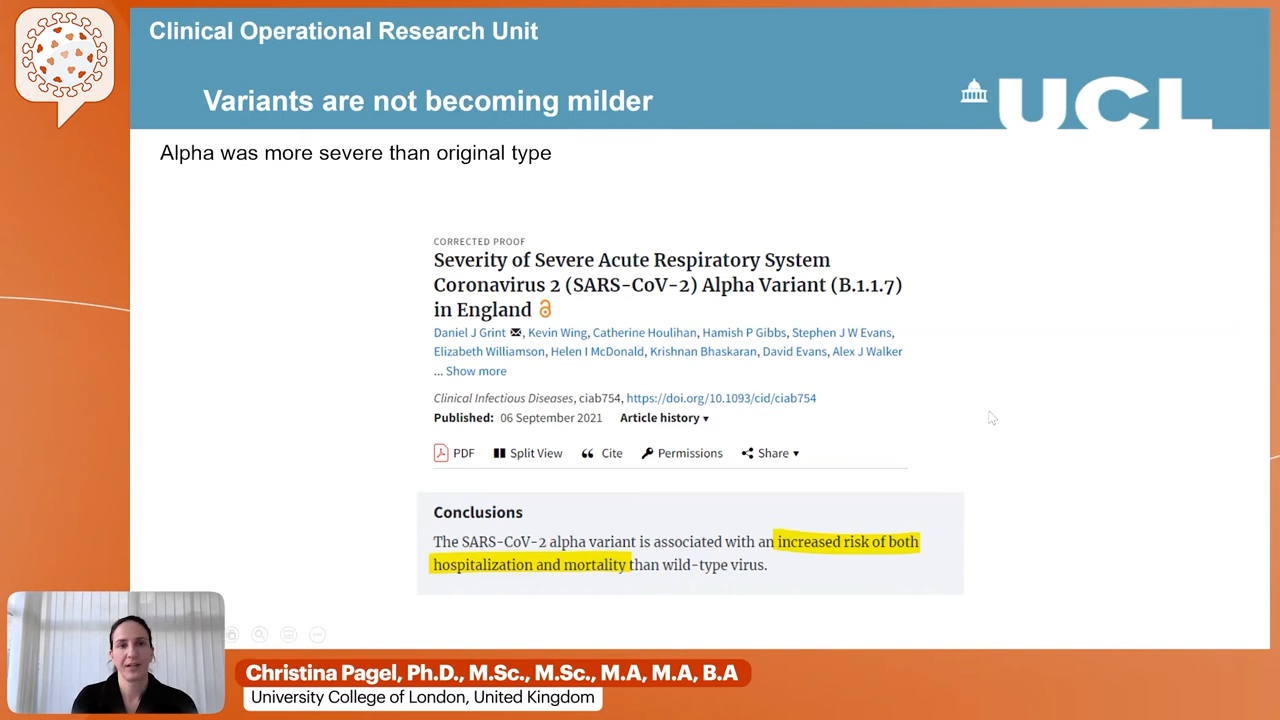 Clinical Operational Research Unit
Variants are not becoming milder
UCL
Alpha was more severe than original type
CORRECTED PROOF
Severity of Severe Acute Respiratory System
Coronavirus 2 (SARS-CoV-2) Alpha Variant (B.1.1.7)
in England
Daniel J Grint, Kevin Wing, Catherine Houlihan, Hamish P Gibbs, Stephen J W Evans,
Elizabeth Williamson, Helen I McDonald, Krishnan Bhaskaran, David Evans, Alex J Walker
... Show more
Clinical Infectious Diseases, ciab754, https://doi.org/10.1093/cid/ciab754
Published: 06 September 2021 Article history ▾
PDF Split View Cite Permissions Share ▾
Conclusions
The SARS-CoV-2 alpha variant is associated with an increased risk of both
hospitalization and mortality than wild-type virus.
Christina Pagel, Ph.D., M.Sc., M.Sc., M.A, M.A, B.A
University College of London, United Kingdom